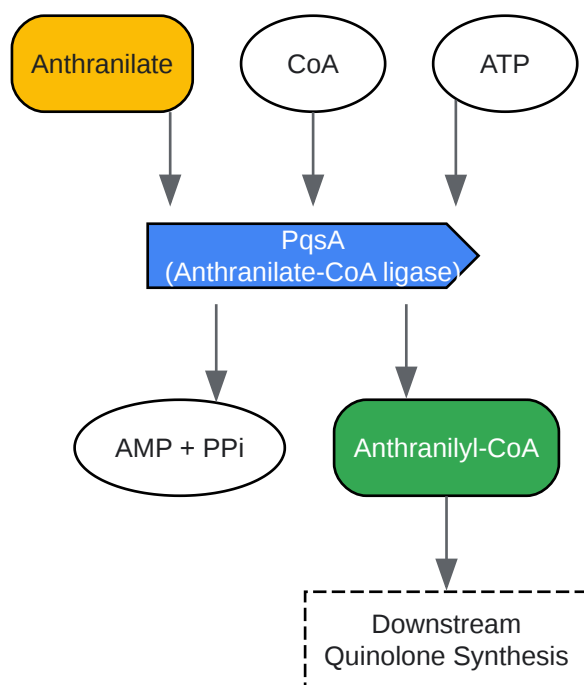 Anthranilate
CoA
ATP
PqsA
(Anthranilate-CoA ligase)
AMP + PPi
Anthranilyl-CoA
Downstream
Quinolone Synthesis